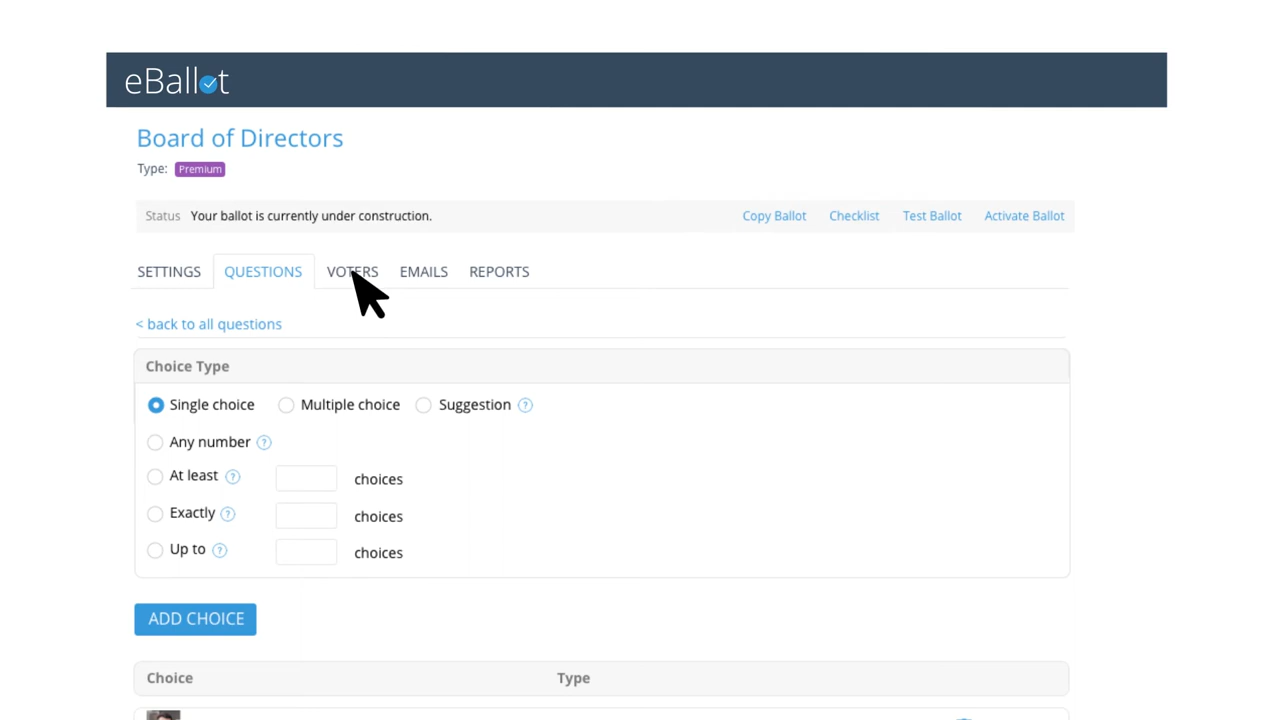 eBallot
Board of Directors
Type: Premium
Status Your ballot is currently under construction. Copy Ballot Checklist Test Ballot Activate Ballot
SETTINGS QUESTIONS VOTERS EMAILS REPORTS
< back to all questions
Choice Type
Single choice Multiple choice Suggestion ?
Any number ?
At least ? choices
Exactly ? choices
Up to ? choices
ADD CHOICE
Choice Type